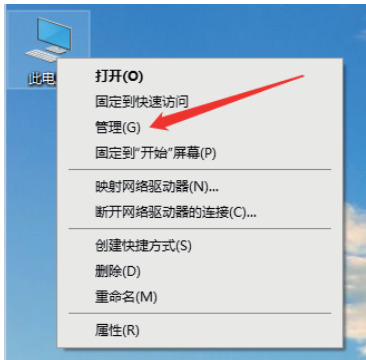 此电
打开(O)
固定到快速访问
管理(G)
固定到"开始"屏幕(P)
映射网络驱动器(N)...
断开网络驱动器的连接(C)...
创建快捷方式(S)
删除(D)
重命名(M)
属性(R)